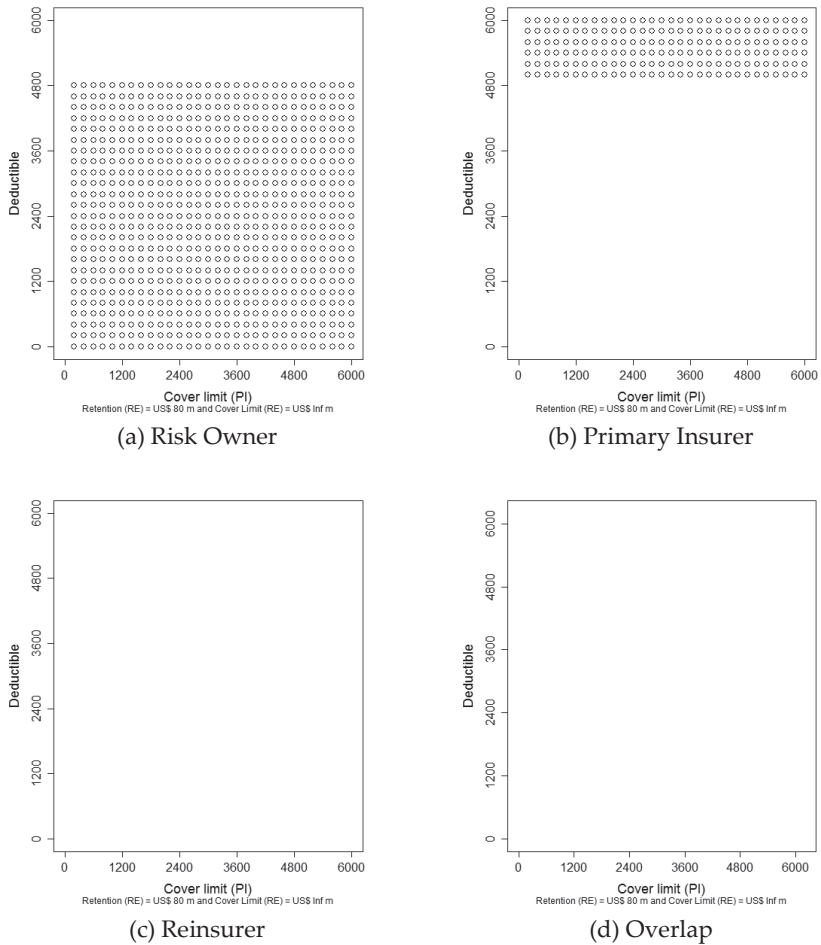 6000
4800
3600
2400
1200
0
Deductible
0 1200 2400 3600 4800 6000
Cover limit (PI)
Retention (RE) = US$ 80 m and Cover Limit (RE) = US$ Inf m
(a) Risk Owner
6000
4800
3600
2400
1200
0
Deductible
0 1200 2400 3600 4800 6000
Cover limit (PI)
Retention (RE) = US$ 80 m and Cover Limit (RE) = US$ Inf m
(b) Primary Insurer
6000
4800
3600
2400
1200
0
Deductible
0 1200 2400 3600 4800 6000
Cover limit (PI)
Retention (RE) = US$ 80 m and Cover Limit (RE) = US$ Inf m
(c) Reinsurer
6000
4800
3600
2400
1200
0
Deductible
0 1200 2400 3600 4800 6000
Cover limit (PI)
Retention (RE) = US$ 80 m and Cover Limit (RE) = US$ Inf m
(d) Overlap